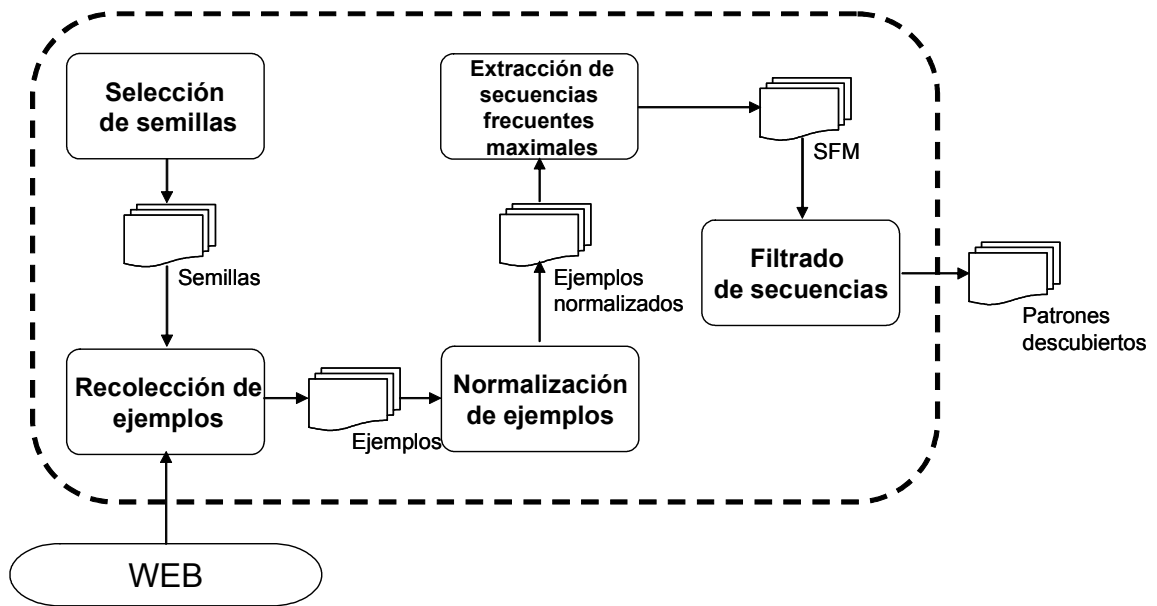 Selección
de semillas
Semillas
Recolección de
ejemplos
WEB
Ejemplos
Normalización
de ejemplos
Ejemplos
normalizados
Extracción de
secuencias
frecuentes
maximales
SFM
Filtrado
de secuencias
Patrones
descubiertos